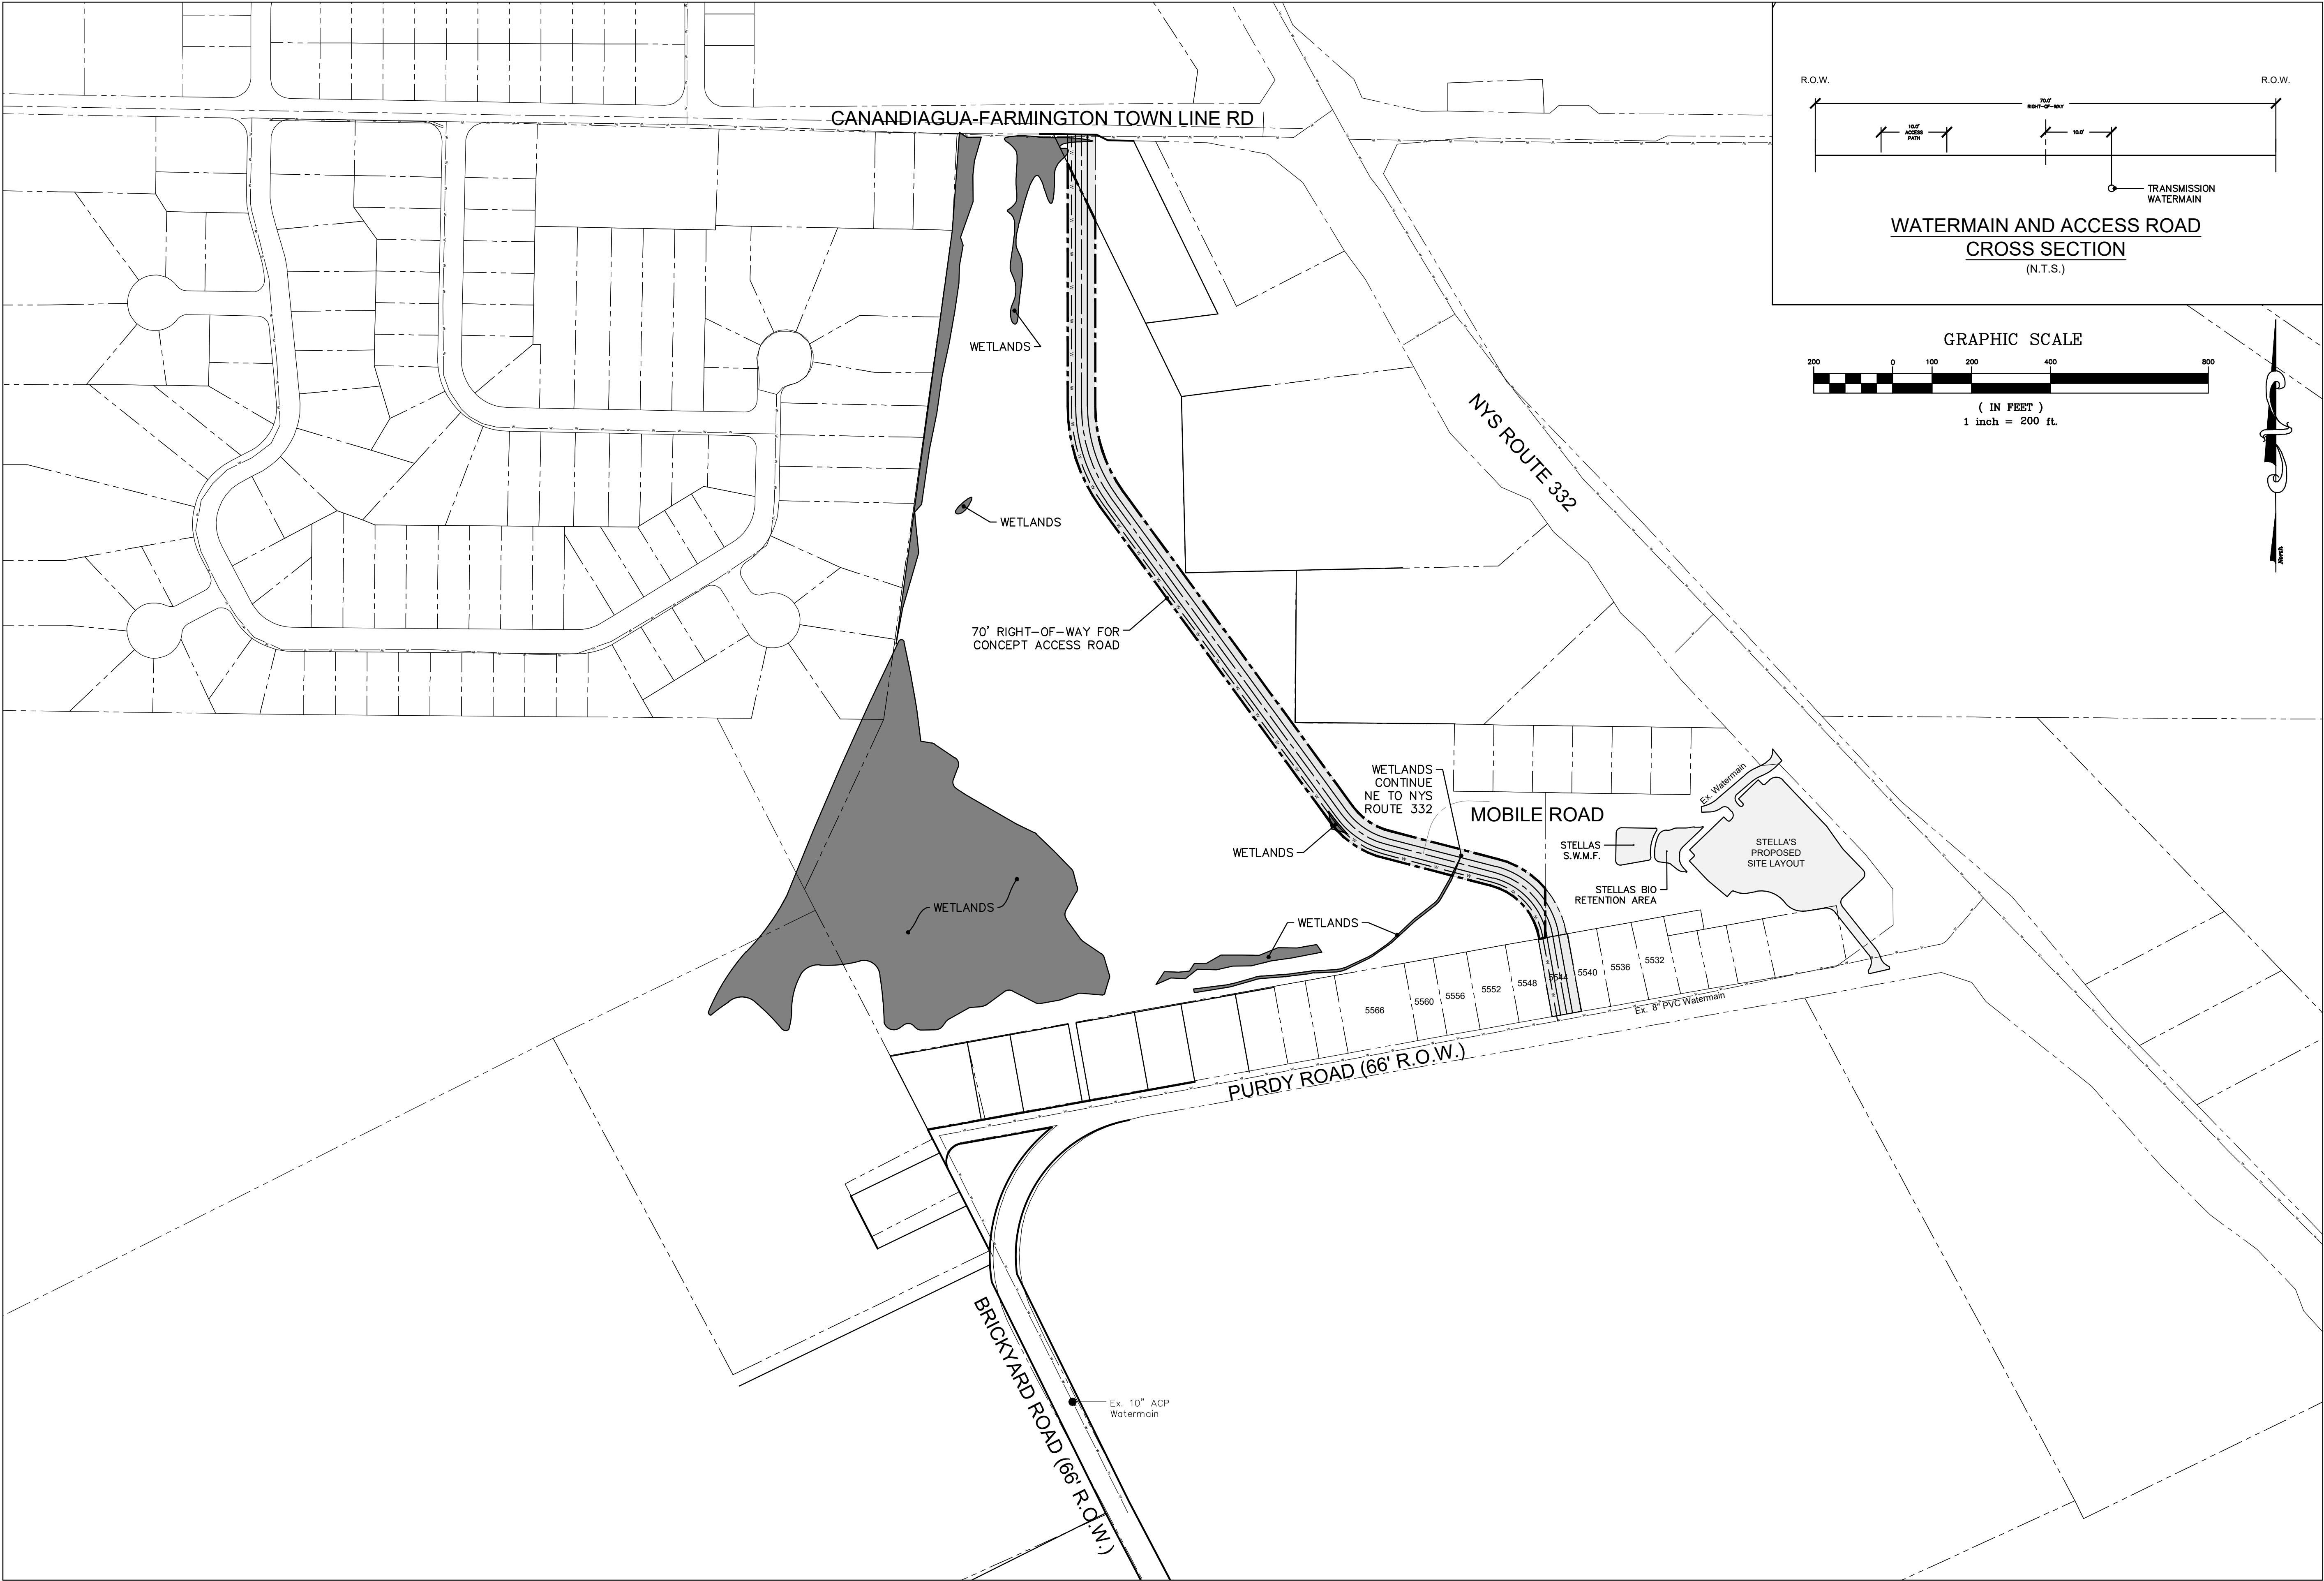 R.O.W.
R.O.W.
70.0'
RIGHT-OF-WAY
10.0'
ACCESS
PATH
10.0'
TRANSMISSION
WATERMAIN
WATERMAIN AND ACCESS ROAD
CROSS SECTION
(N.T.S.)
CANANDIAGUA-FARMINGTON TOWN LINE RD
GRAPHIC SCALE
200
0
100
200
400
800
( IN FEET )
1 inch = 200 ft.
North
WETLANDS
NYS ROUTE 332
WETLANDS
70' RIGHT-OF-WAY FOR
CONCEPT ACCESS ROAD
WETLANDS
CONTINUE
NE TO NYS
ROUTE 332
MOBILE ROAD
Ex. Watermain
STELLAS
S.W.M.F.
STELLA'S
PROPOSED
SITE LAYOUT
STELLAS BIO
RETENTION AREA
WETLANDS
WETLANDS
WETLANDS
5566
5560
5556
5552
5548
5544
5540
5536
5532
Ex. 8" PVC Watermain
PURDY ROAD (66' R.O.W.)
BRICKYARD ROAD (66' R.O.W.)
Ex. 10" ACP
Watermain